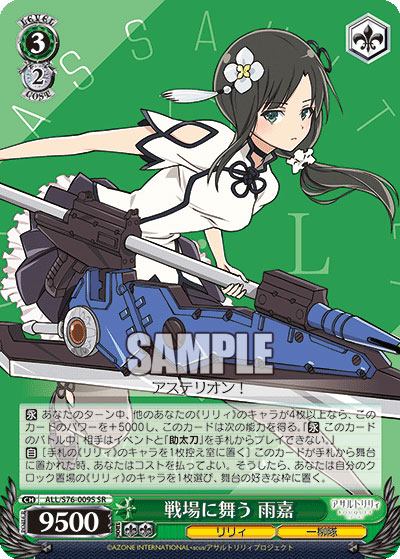 LEVEL
3
2
COST
ASSAULT
L
SAMPLE
アステリオン！
【永】 あなたのターン中、他のあなたの《リリィ》のキャラが4枚以上なら、このカードのパワーを+5000し、このカードは次の能力を得る。『【永】 このカードのバトル中、相手はイベントと「助太刀」を手札からプレイできない。』
【自】 ［手札の《リリィ》のキャラを1枚控え室に置く］ このカードが手札から舞台に置かれた時、あなたはコストを払ってよい。そうしたら、あなたは自分のクロック置場の《リリィ》のキャラを1枚選び、舞台の好きな枠に置く。
CH ALL/S76-009S SR
9500
戦場に舞う 雨嘉
アサルトリリィ
BOUQUET
リリィ
一柳隊
©AZONE INTERNATIONAL・acus/アサルトリリィプロジェクト